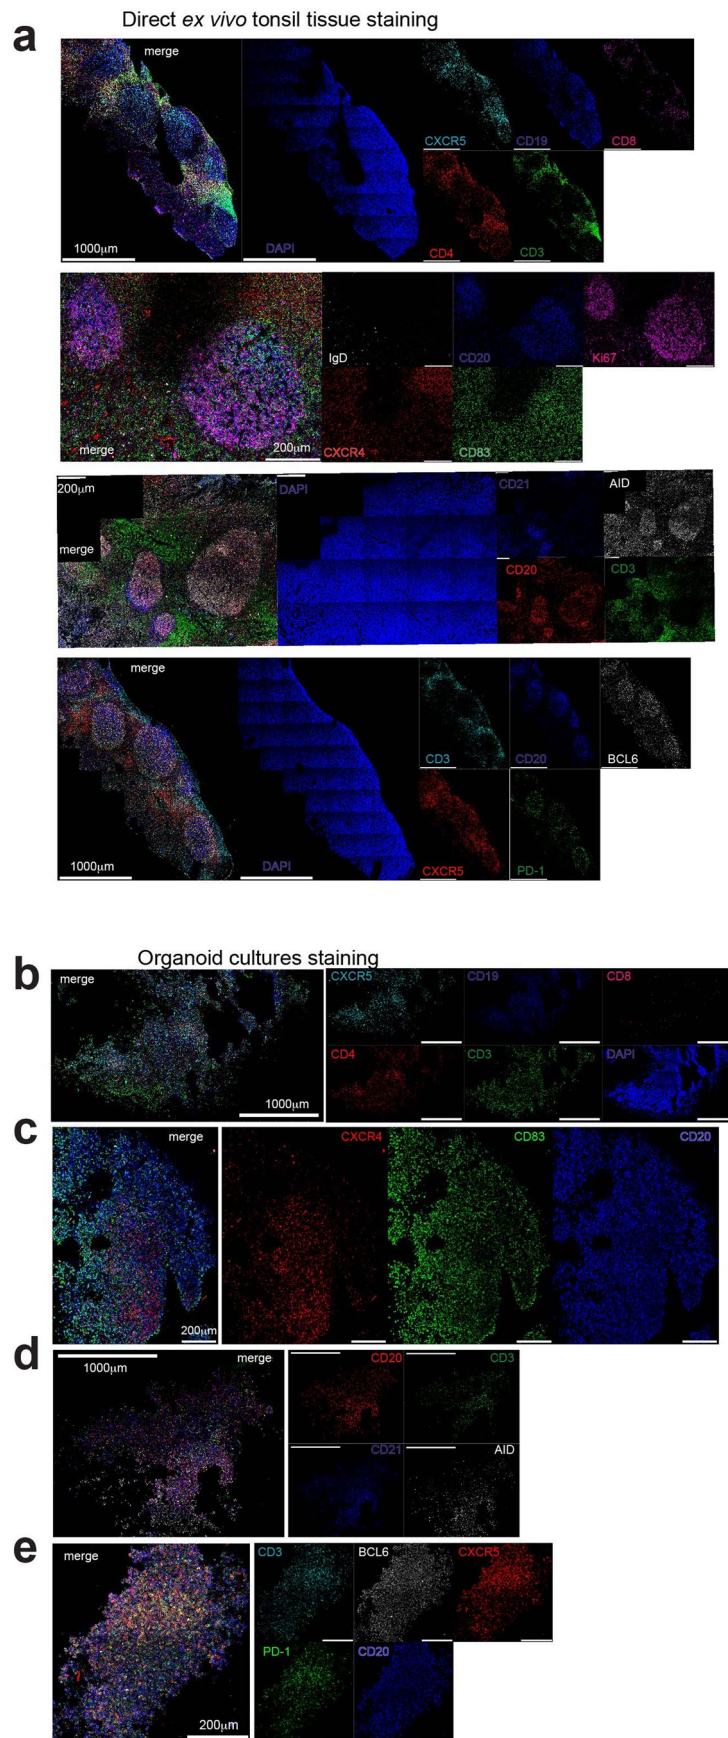 Direct ex vivo tonsil tissue staining
a
merge
CXCR5
CD19
CD8
1000μm
DAPI
CD4
CD3
IgD
CD20
Ki67
merge
200μm
CXCR4
CD83
200μm
DAPI
CD21
AID
merge
CD20
CD3
merge
CD3
CD20
BCL6
1000μm
DAPI
CXCR5
PD-1
Organoid cultures staining
b
merge
CXCR5
CD19
CD8
1000μm
CD4
CD3
DAPI
c
merge
CXCR4
CD83
CD20
200μm
d
1000μm
merge
CD20
CD3
CD21
AID
e
merge
CD3
BCL6
CXCR5
PD-1
CD20
200μm